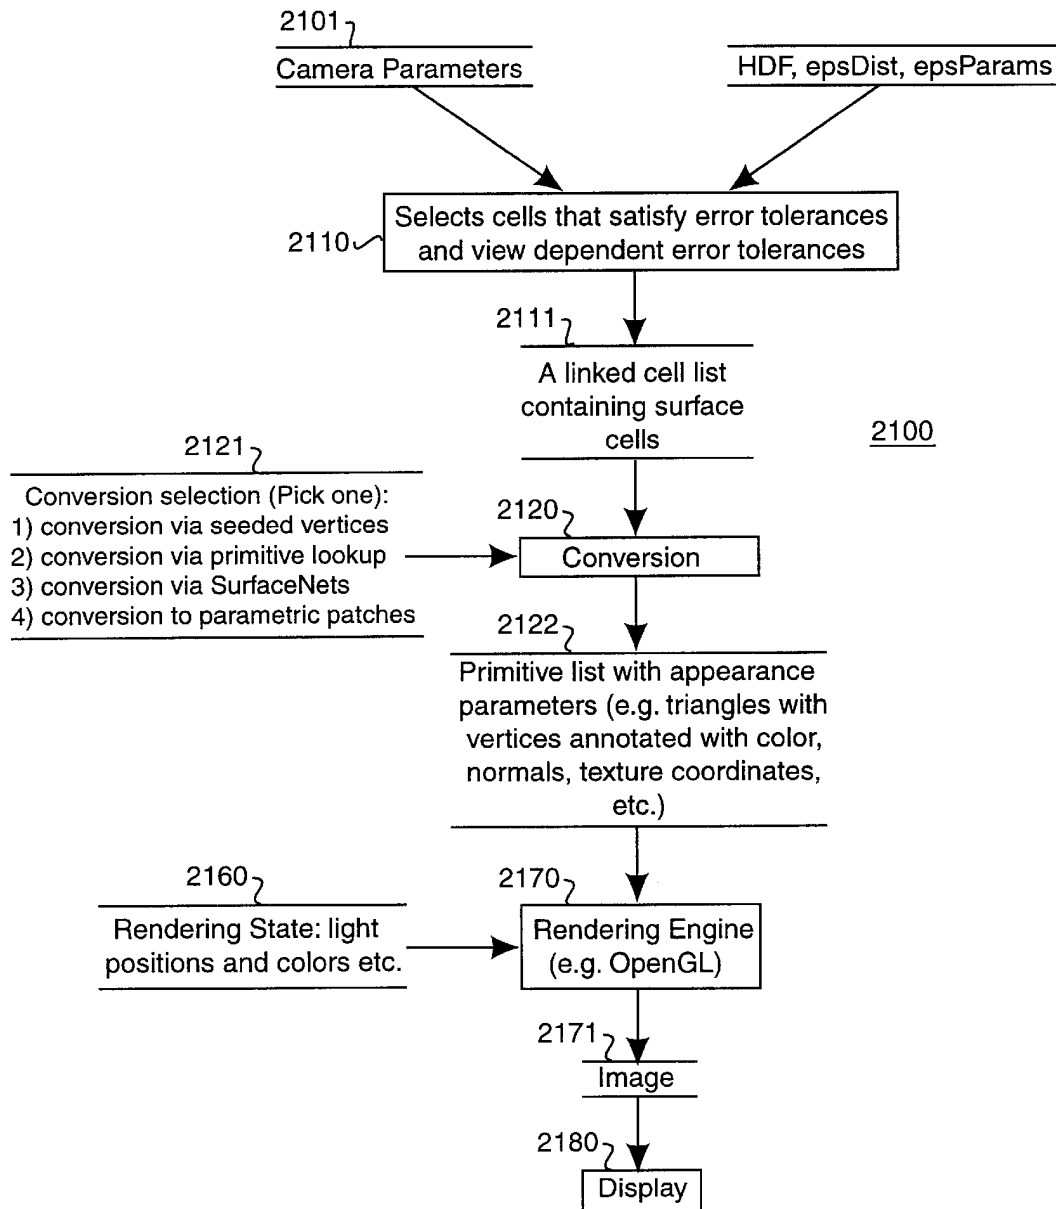 2101
Camera Parameters
HDF, epsDist, epsParams
2110
Selects cells that satisfy error tolerances
and view dependent error tolerances
2111
A linked cell list
containing surface
cells
2100
2121
Conversion selection (Pick one):
1) conversion via seeded vertices
2) conversion via primitive lookup
3) conversion via SurfaceNets
4) conversion to parametric patches
2120
Conversion
2122
Primitive list with appearance
parameters (e.g. triangles with
vertices annotated with color,
normals, texture coordinates,
etc.)
2160
Rendering State: light
positions and colors etc.
2170
Rendering Engine
(e.g. OpenGL)
2171
Image
2180
Display